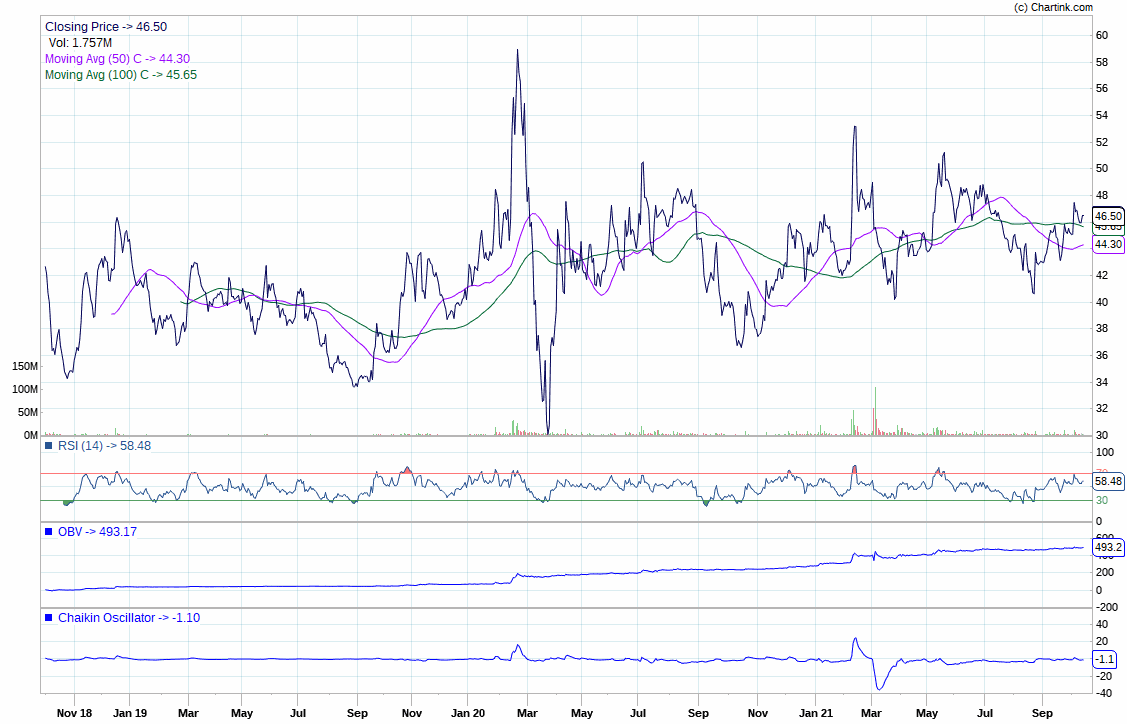 (c) Chartink.com
Closing Price -> 46.50
Vol: 1.757M
Moving Avg (50) C -> 44.30
Moving Avg (100) C -> 45.65
60
58
56
54
52
50
48
46.50
45.65
44.30
42
40
38
36
34
32
30
150M
100M
50M
0M
RSI (14) -> 58.48
100
70
58.48
30
0
OBV -> 493.17
600
493.2
400
200
0
-200
Chaikin Oscillator -> -1.10
40
20
-1.1
-20
-40
Nov 18 Jan 19 Mar May Jul Sep Nov Jan 20 Mar May Jul Sep Nov Jan 21 Mar May Jul Sep